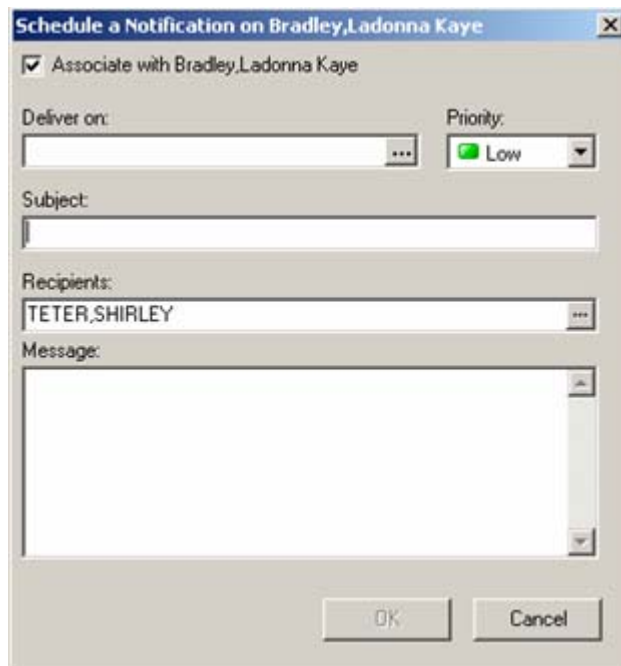 Schedule a Notification on Bradley,Ladonna Kaye
Associate with Bradley,Ladonna Kaye
Deliver on: Priority:
... Low
Subject:
Recipients:
TETER,SHIRLEY ...
Message:
OK Cancel